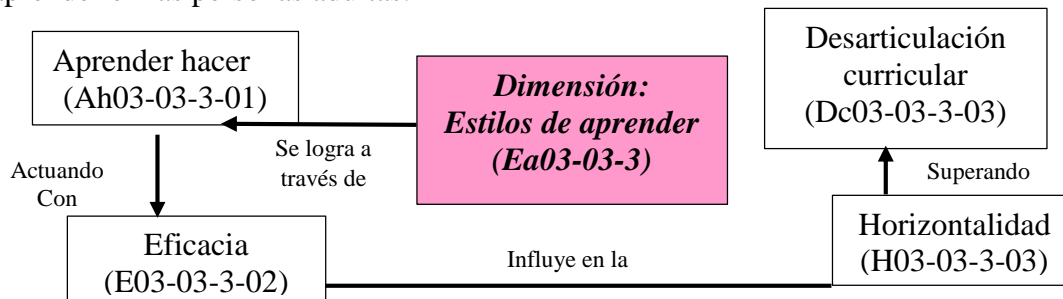 Aprender hacer
(Ah03-03-3-01)
Dimensión:
Estilos de aprender
(Ea03-03-3)
Desarticulación
curricular
(Dc03-03-3-03)
Se logra a
través de
Actuando
Con
Superando
Eficacia
(E03-03-3-02)
Influye en la
Horizontalidad
(H03-03-3-03)